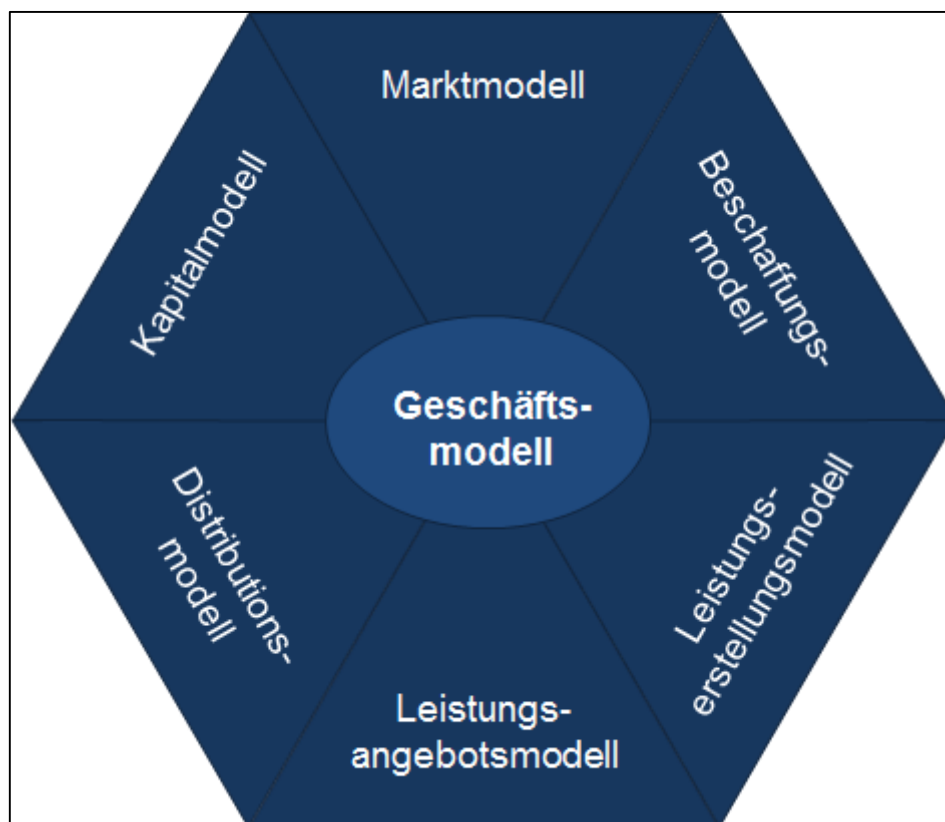 Marktmodell
Beschaffungs-
modell
Leistungs-
erstellungsmodell
Leistungs-
angebotsmodell
Distributions-
modell
Kapitalmodell
Geschäfts-
modell